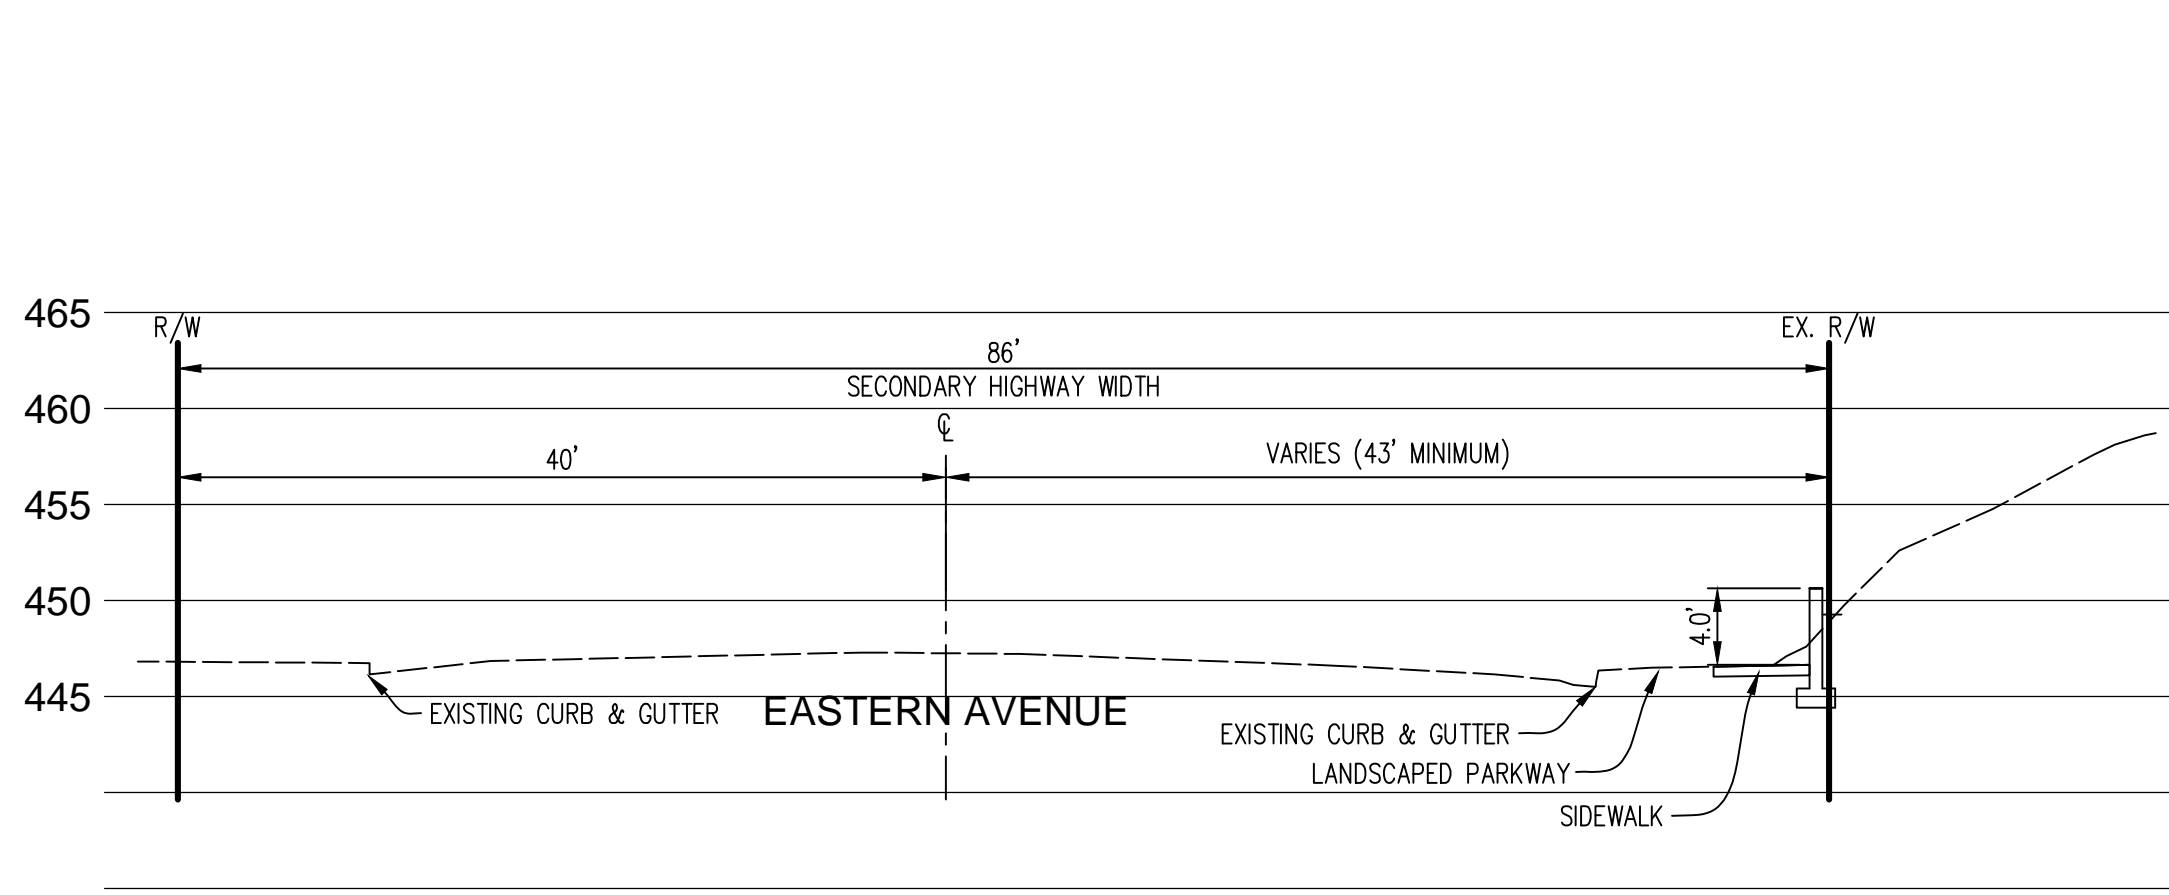 465
R/W
EX. R/W
86'
SECONDARY HIGHWAY WIDTH
460
℄
40'
VARIES (43' MINIMUM)
455
450
4.0'
445
EXISTING CURB & GUTTER
EASTERN AVENUE
EXISTING CURB & GUTTER
LANDSCAPED PARKWAY
SIDEWALK